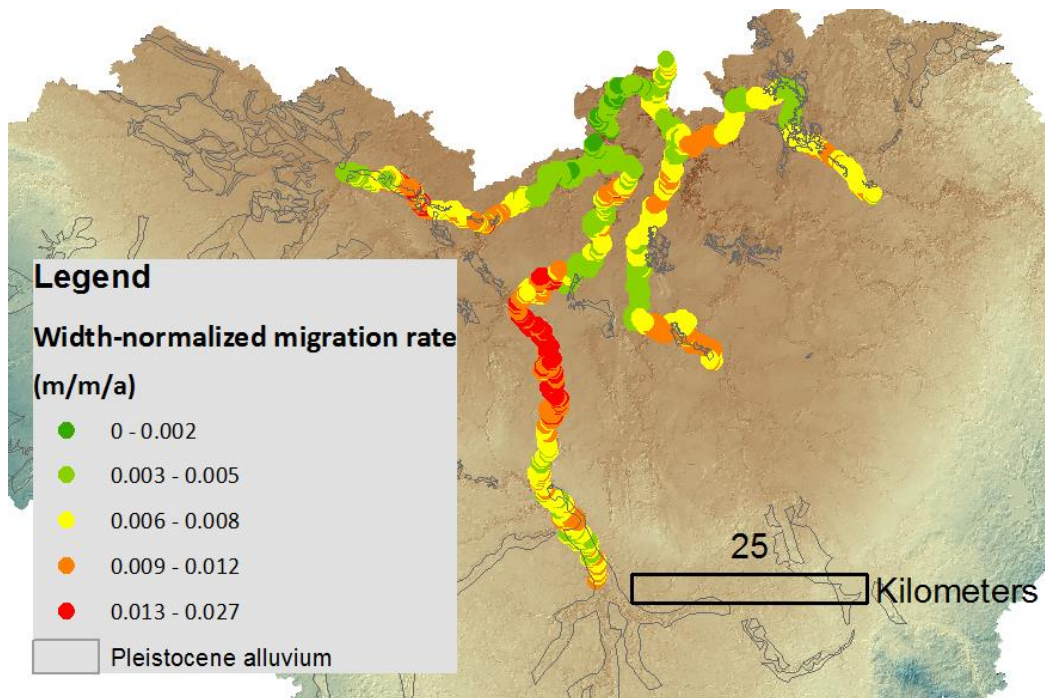 Legend
Width-normalized migration rate
(m/m/a)
0 - 0.002
0.003 - 0.005
0.006 - 0.008
0.009 - 0.012
0.013 - 0.027
Pleistocene alluvium
25
Kilometers